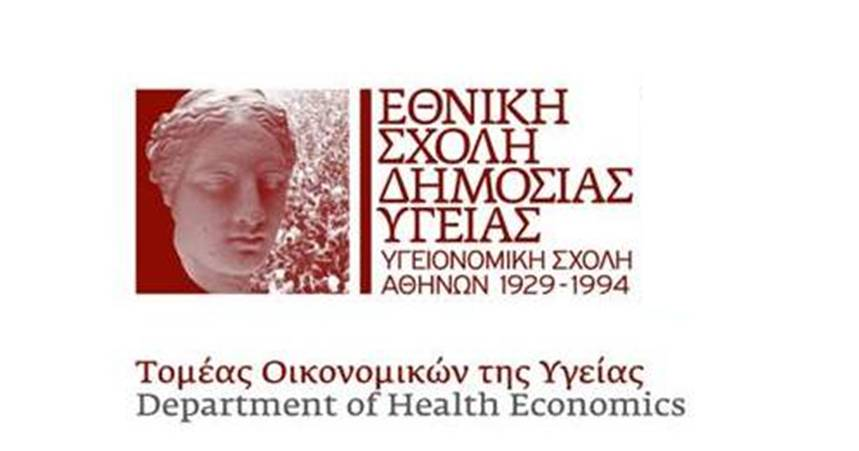 ΕΘΝΙΚΗ
ΣΧΟΛΗ
ΔΗΜΟΣΙΑΣ
ΥΓΕΙΑΣ
ΥΓΕΙΟΝΟΜΙΚΗ ΣΧΟΛΗ
ΑΘΗΝΩΝ 1929-1994
Τομέας Οικονομικών της Υγείας
Department of Health Economics